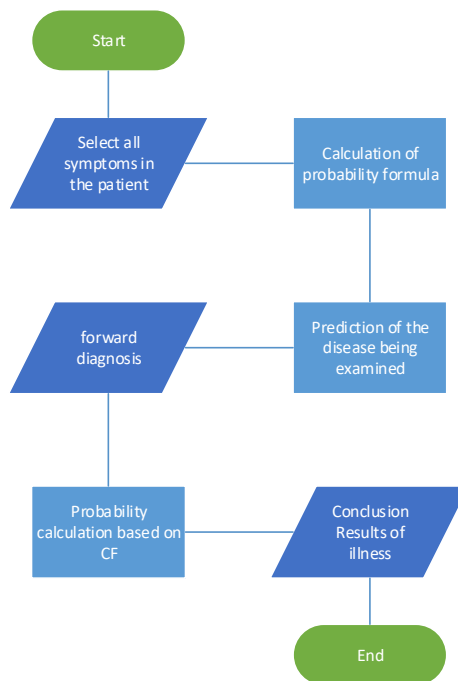 Start
Select all
symptoms in
the patient
Calculation of
probability formula
Prediction of the
disease being
examined
forward
diagnosis
Probability
calculation based on
CF
Conclusion
Results of
illness
End